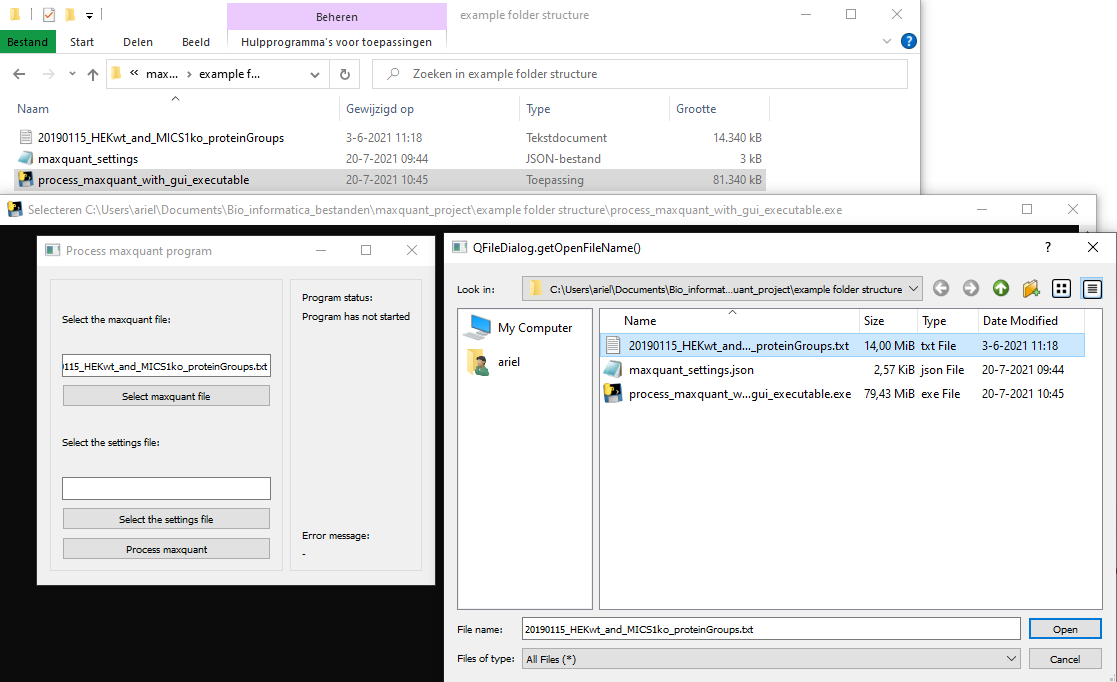 Beheren
example folder structure
Bestand
Start
Delen
Beeld
Hulpprogramma's voor toepassingen
?
« max... › example f...
Zoeken in example folder structure
Naam
Gewijzigd op
Type
Grootte
20190115_HEKwt_and_MICS1ko_proteinGroups
3-6-2021 11:18
Tekstdocument
14.340 kB
maxquant_settings
20-7-2021 09:44
JSON-bestand
3 kB
process_maxquant_with_gui_executable
20-7-2021 10:45
Toepassing
81.340 kB
Selecteren C:\Users\ariel\Documents\Bio_informatica_bestanden\maxquant_project\example folder structure\process_maxquant_with_gui_executable.exe
Process maxquant program
Select the maxquant file:
)115_HEKwt_and_MICS1ko_proteinGroups.txt
Select maxquant file
Select the settings file:
Select the settings file
Process maxquant
Program status:
Program has not started
Error message:
-
QFileDialog.getOpenFileName()
?
Look in:
C:\Users\ariel\Documents\Bio_informat...uant_project\example folder structure
My Computer
ariel
Name
Size
Type
Date Modified
20190115_HEKwt_and..._proteinGroups.txt
14,00 MiB
txt File
3-6-2021 11:18
maxquant_settings.json
2,57 KiB
json File
20-7-2021 09:44
process_maxquant_w...gui_executable.exe
79,43 MiB
exe File
20-7-2021 10:45
File name:
20190115_HEKwt_and_MICS1ko_proteinGroups.txt
Open
Files of type:
All Files (*)
Cancel